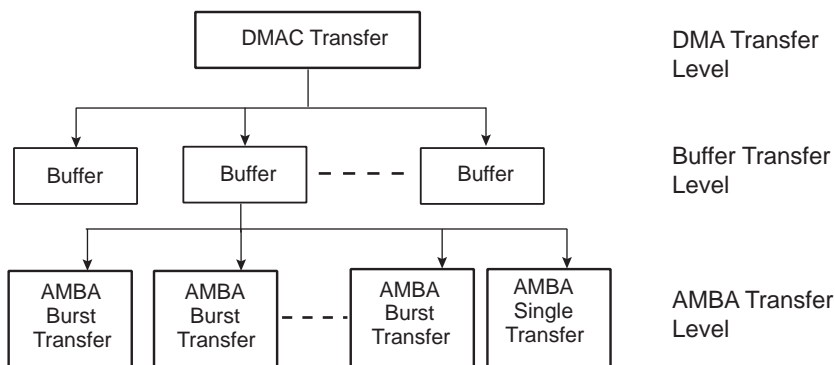 DMAC Transfer
DMA Transfer
Level
Buffer
Buffer
Buffer
Buffer Transfer
Level
AMBA
Burst
Transfer
AMBA
Burst
Transfer
AMBA
Burst
Transfer
AMBA
Single
Transfer
AMBA Transfer
Level